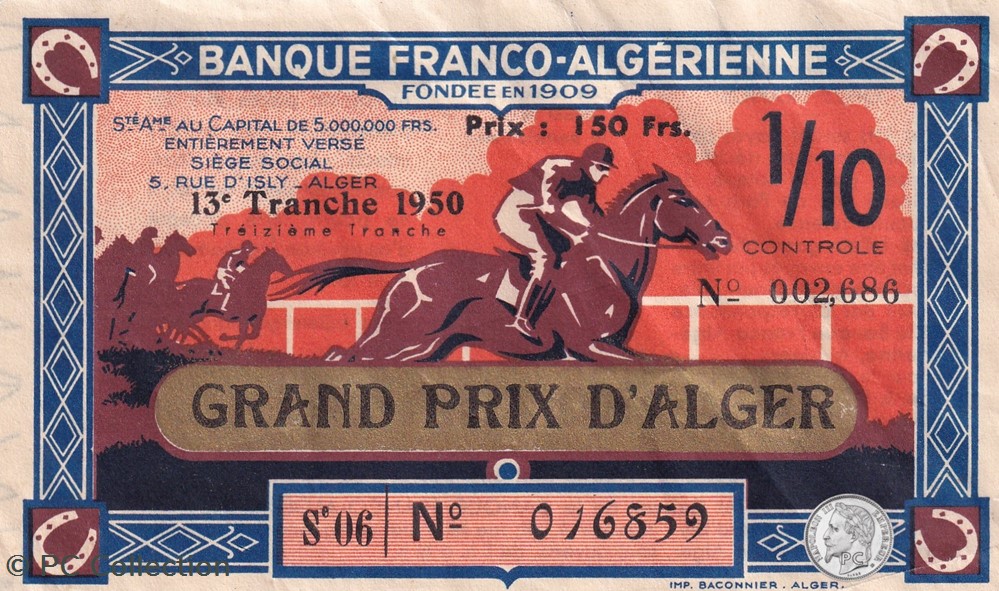 BANQUE FRANCO-ALGÉRIENNE
FONDEE EN 1909
STÉ AME AU CAPITAL DE 5.000.000 FRS.
ENTIÈREMENT VERSÉ
SIÈGE SOCIAL
5, RUE D'ISLY - ALGER
13e Tranche 1950
Treizième Tranche
Prix : 150 Frs.
1/10
CONTROLE
No 002,686
GRAND PRIX D'ALGER
Se 06 No 016859
PC
IMP. BACONNIER . ALGER.
© PC Collection